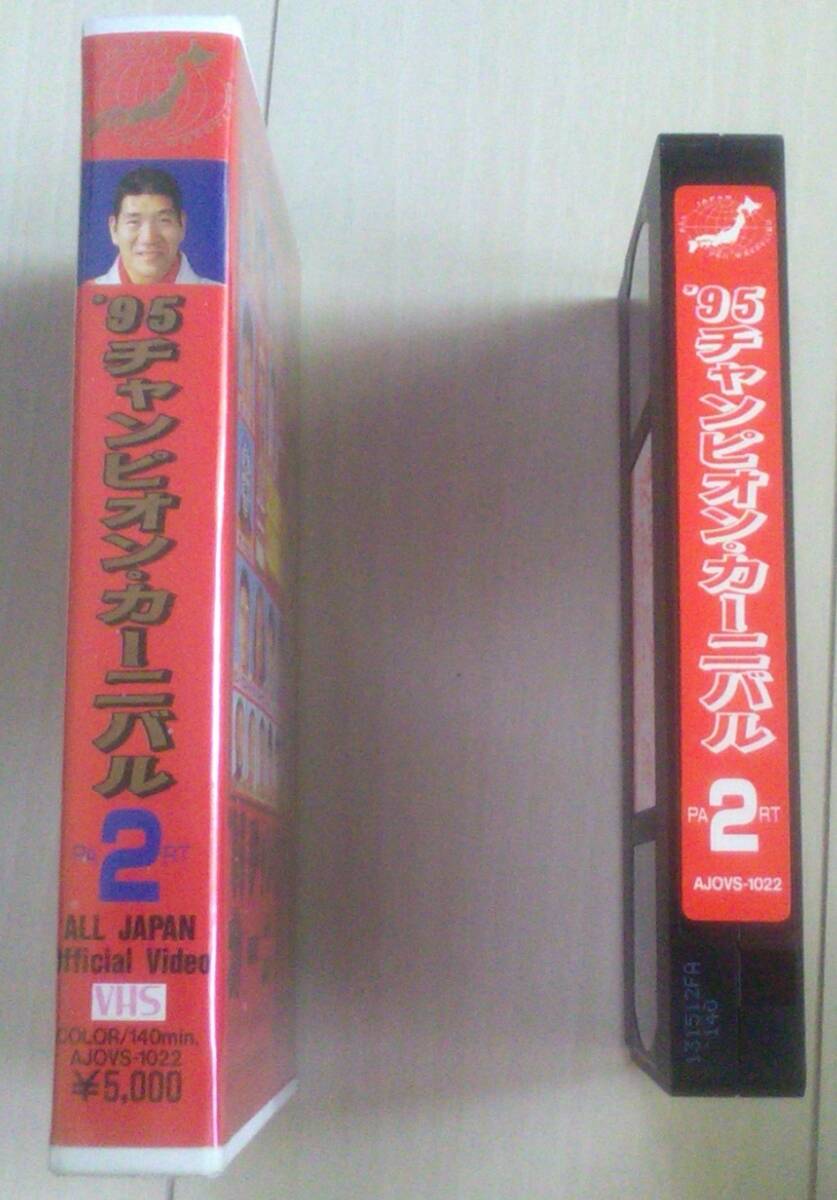 '95
チャンピオン・カーニバル
PA 2 RT
ALL JAPAN
Official Video
VHS
COLOR/140min.
AJOVS-1022
¥5,000
'95
チャンピオン・カーニバル
PA 2 RT
AJOVS-1022
131512FA
140